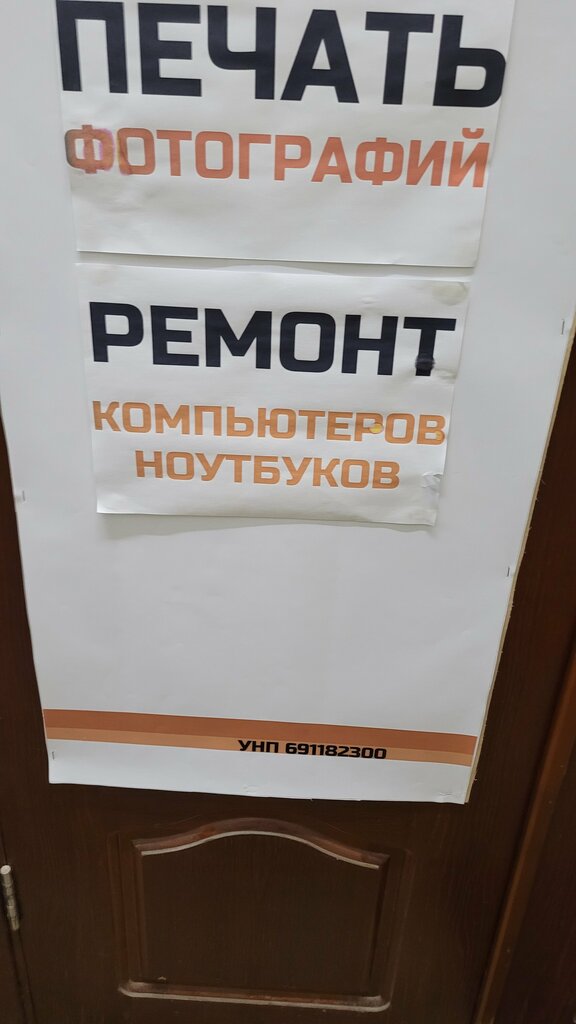 ПЕЧАТЬ
ФОТОГРАФИЙ
РЕМОНТ
КОМПЬЮТЕРОВ
НОУТБУКОВ
УНП 691182300